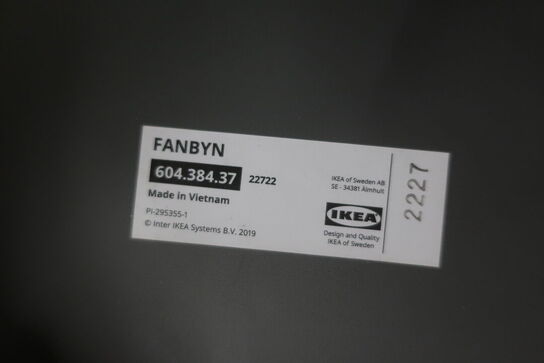 FANBYN
604.384.37 22722
Made in Vietnam
PI-295355-1
© Inter IKEA Systems B.V. 2019
IKEA of Sweden AB
SE - 34381 Älmhult
IKEA
Design and Quality
IKEA of Sweden
2227